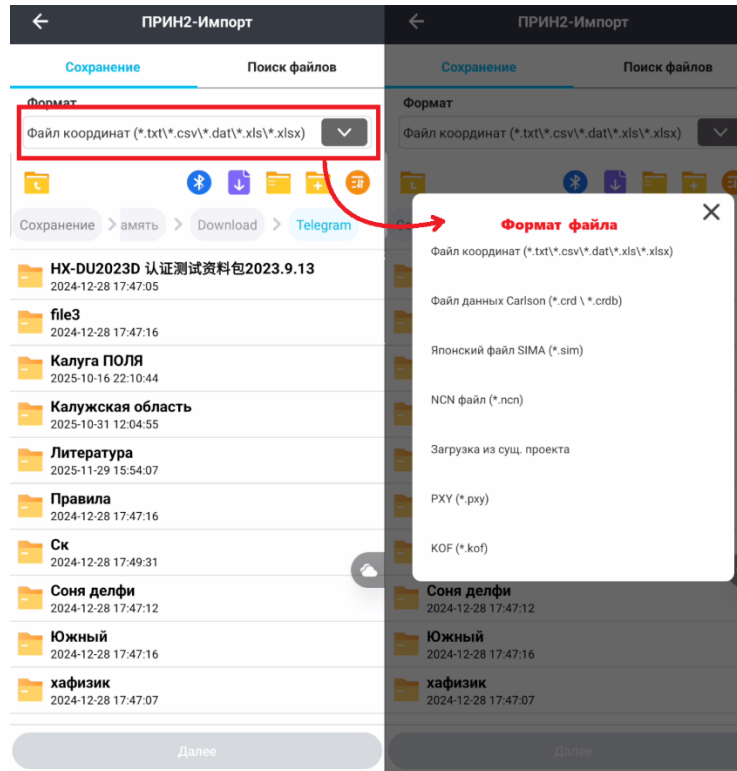 ПРИН2-Импорт
Сохранение Поиск файлов
Формат
Файл координат (*.txt\*.csv\*.dat\*.xls\*.xlsx)
Сохранение > амять > Download > Telegram
HX-DU2023D 认证测试资料包2023.9.13
2024-12-28 17:47:05
file3
2024-12-28 17:47:16
Калуга ПОЛЯ
2025-10-16 22:10:44
Калужская область
2025-10-31 12:04:55
Литература
2025-11-29 15:54:07
Правила
2024-12-28 17:47:16
Ск
2024-12-28 17:49:31
Соня делфи
2024-12-28 17:47:12
Южный
2024-12-28 17:47:16
хафизик
2024-12-28 17:47:07
Далее
ПРИН2-Импорт
Сохранение Поиск файлов
Формат
Файл координат (*.txt\*.csv\*.dat\*.xls\*.xlsx)
Формат файла
Файл координат (*.txt\*.csv\*.dat\*.xls\*.xlsx)
Файл данных Carlson (*.crd \ *.crdb)
Японский файл SIMA (*.sim)
NCN файл (*.ncn)
Загрузка из сущ. проекта
PXY (*.pxy)
KOF (*.kof)
Соня делфи
2024-12-28 17:47:12
Южный
2024-12-28 17:47:16
хафизик
2024-12-28 17:47:07
Далее